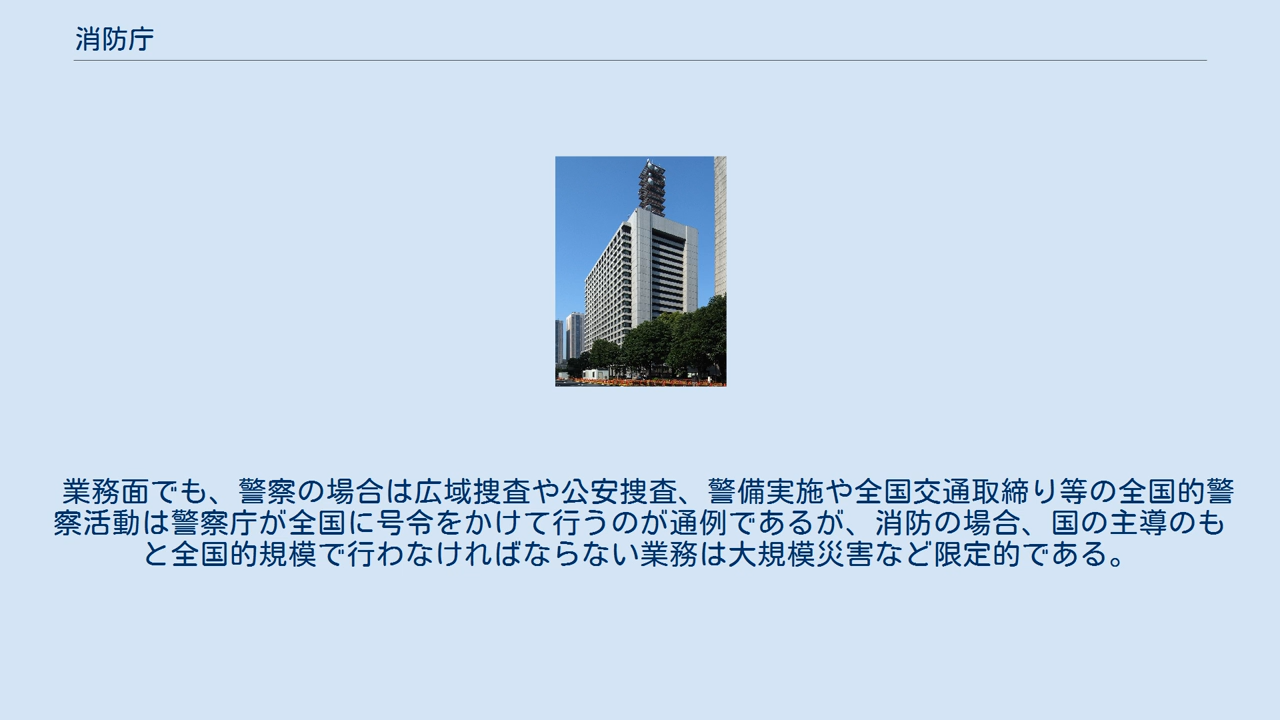 消防庁
業務面でも、警察の場合は広域捜査や公安捜査、警備実施や全国交通取締り等の全国的警
察活動は警察庁が全国に号令をかけて行うのが通例であるが、消防の場合、国の主導のも
と全国的規模で行わなければならない業務は大規模災害など限定的である。